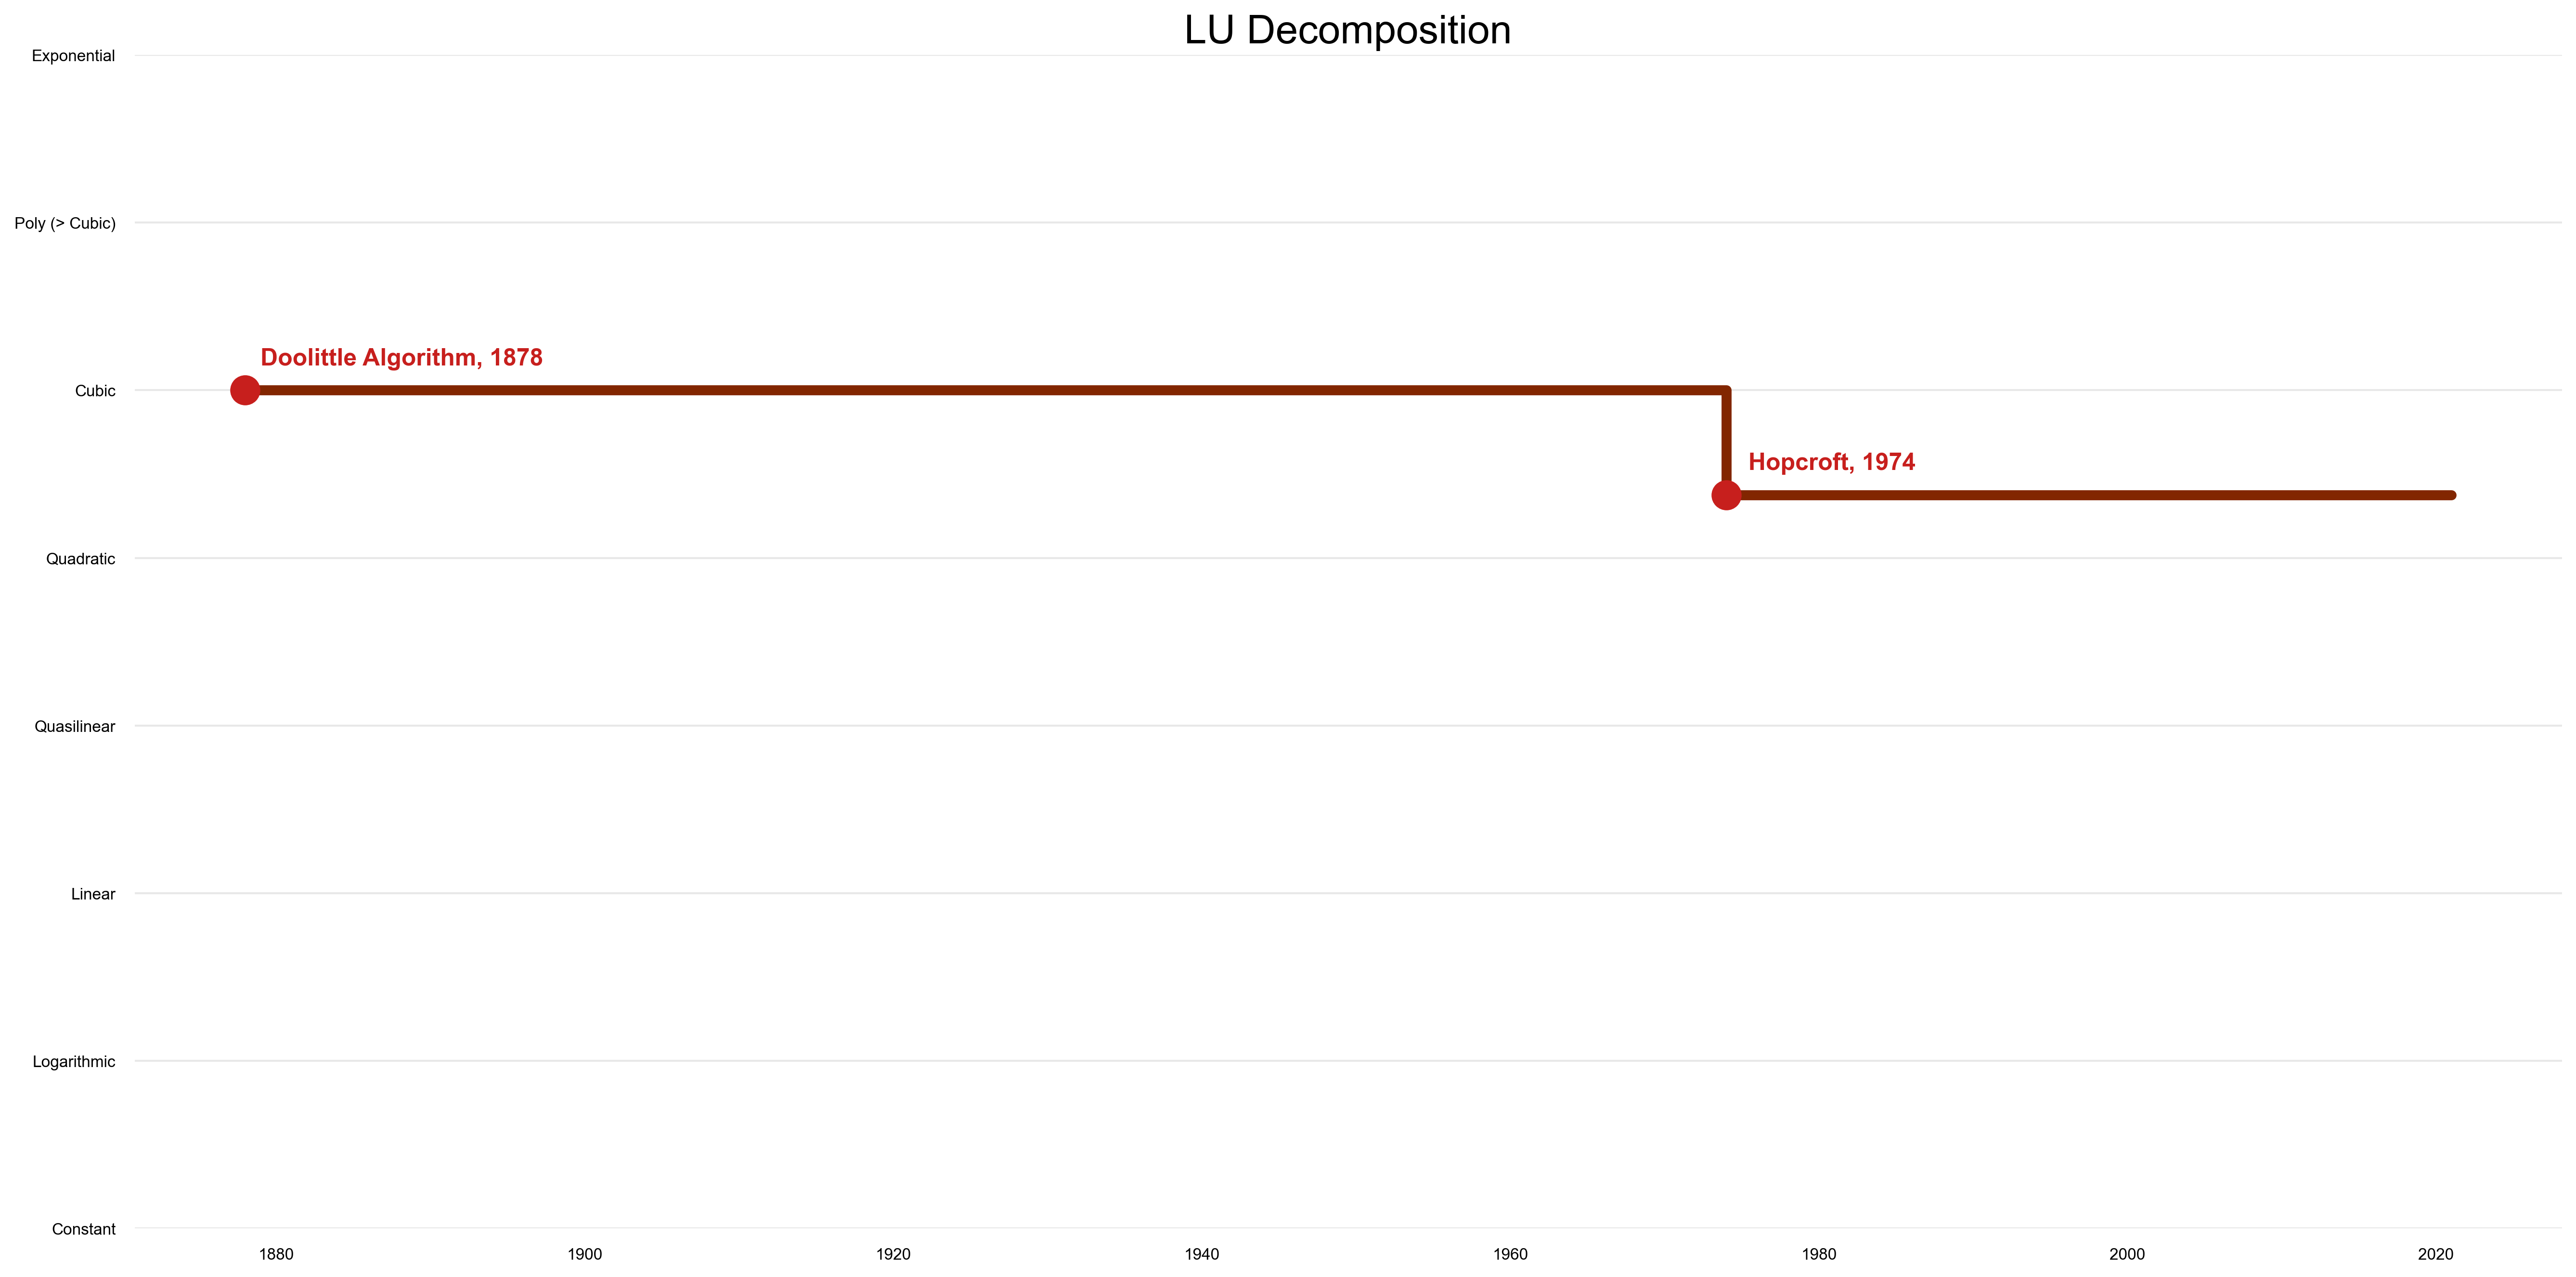 LU Decomposition
Exponential
Poly (> Cubic)
Doolittle Algorithm, 1878
Cubic
Hopcroft, 1974
Quadratic
Quasilinear
Linear
Logarithmic
Constant
1880 1900 1920 1940 1960 1980 2000 2020